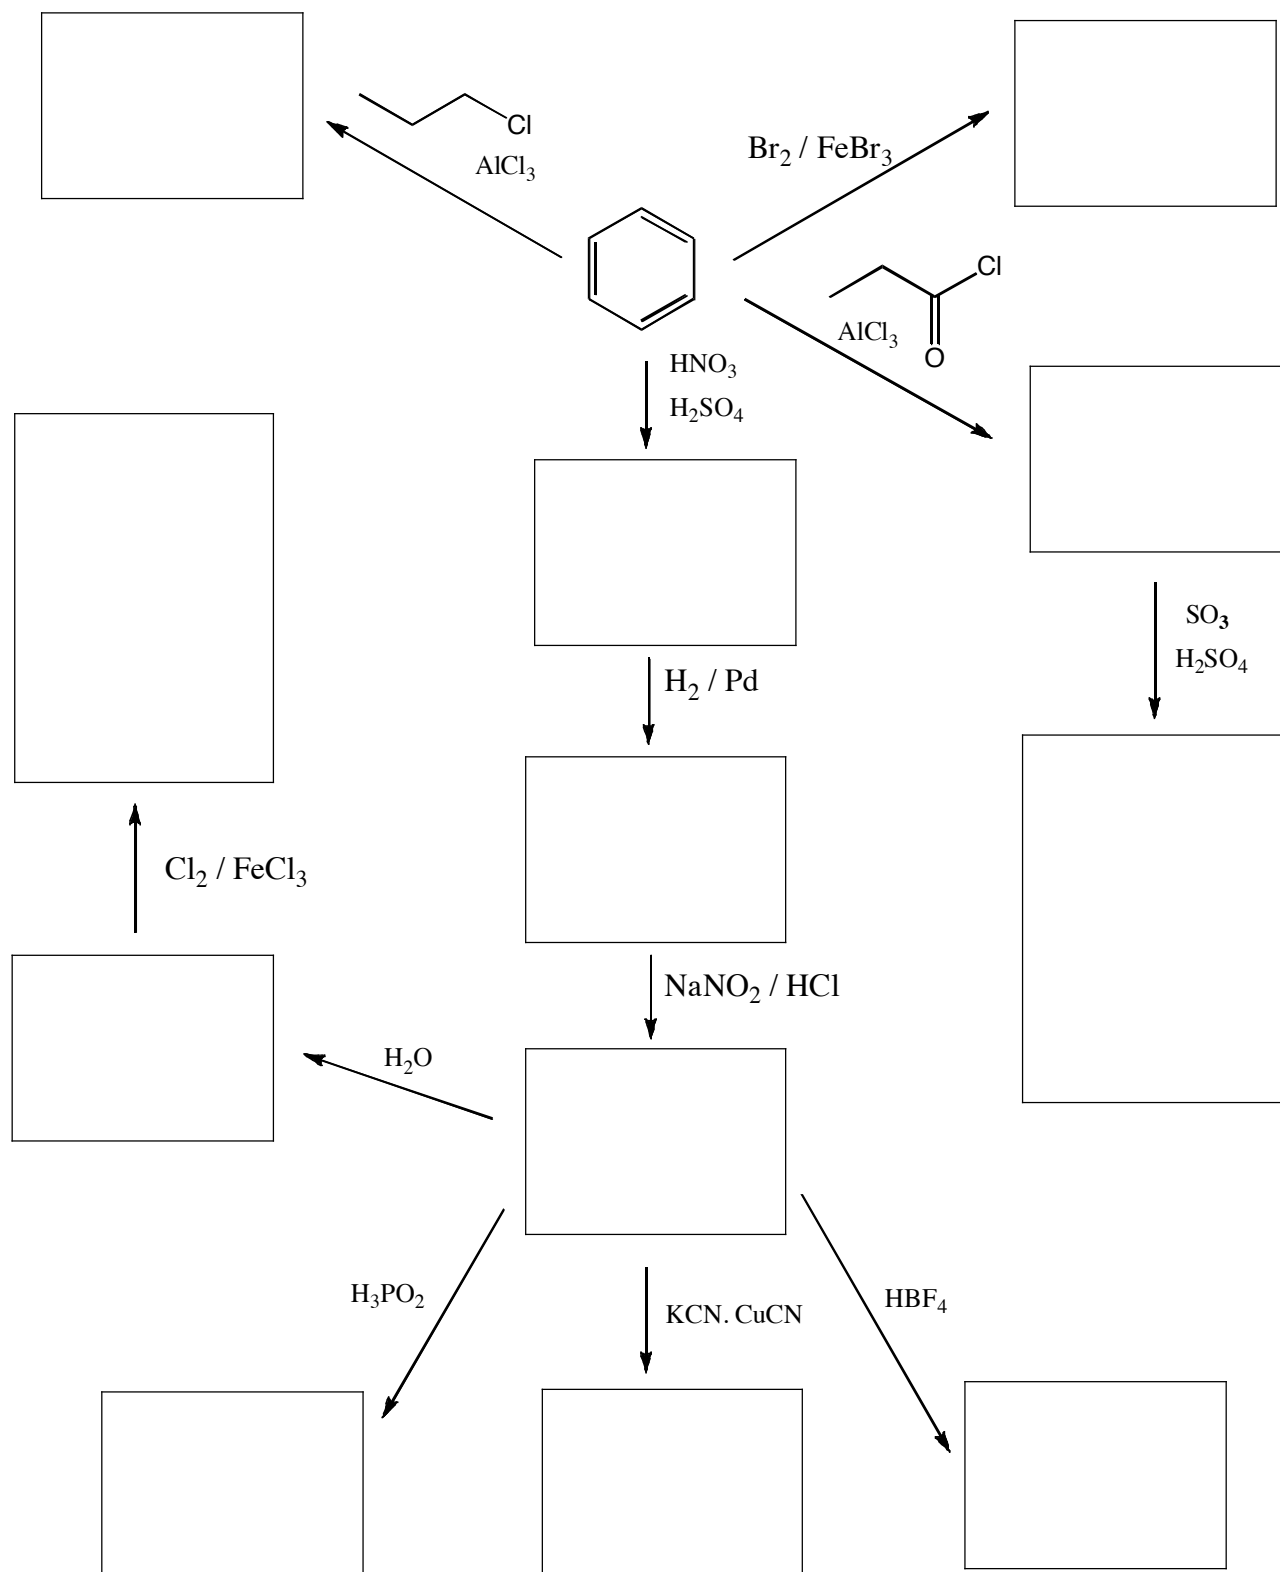 Cl
AlCl₃
Br₂ / FeBr₃
Cl
O
AlCl₃
HNO₃
H₂SO₄
SO₃
H₂SO₄
H₂ / Pd
Cl₂ / FeCl₃
NaNO₂ / HCl
H₂O
H₃PO₂
KCN. CuCN
HBF₄